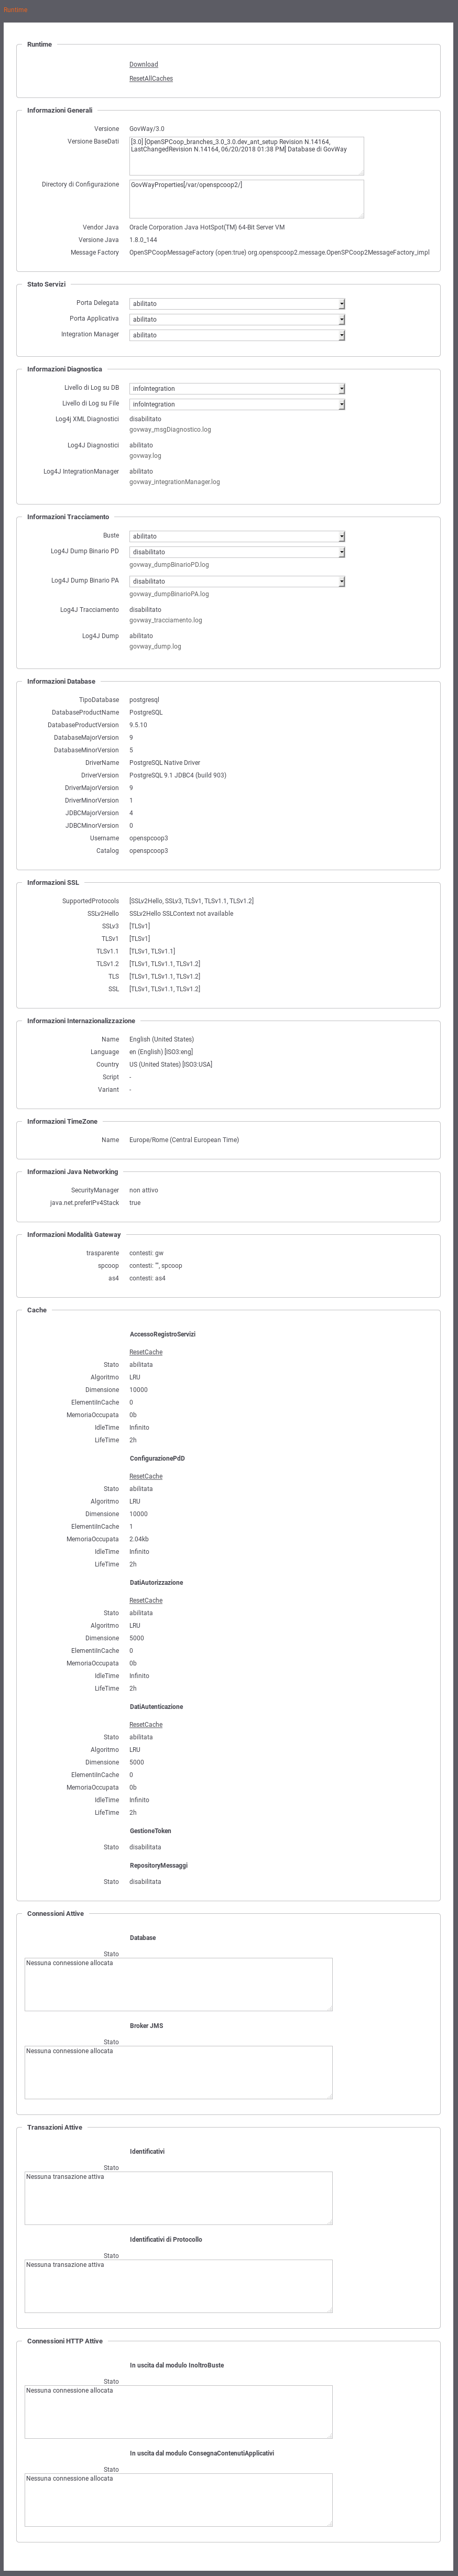 Runtime
Runtime
Download
ResetAllCaches
Informazioni Generali
Versione GovWay/3.0
Versione BaseDati [3.0] [OpenSPCoop_branches_3.0_3.0.dev_ant_setup Revision N.14164,
LastChangedRevision N.14164, 06/20/2018 01:38 PM] Database di GovWay
Directory di Configurazione GovWayProperties[/var/openspcoop2/]
Vendor Java Oracle Corporation Java HotSpot(TM) 64-Bit Server VM
Versione Java 1.8.0_144
Message Factory OpenSPCoopMessageFactory (open:true) org.openspcoop2.message.OpenSPCoop2MessageFactory_impl
Stato Servizi
Porta Delegata abilitato
Porta Applicativa abilitato
Integration Manager abilitato
Informazioni Diagnostica
Livello di Log su DB infoIntegration
Livello di Log su File infoIntegration
Log4j XML Diagnostici disabilitato
govway_msgDiagnostico.log
Log4J Diagnostici abilitato
govway.log
Log4J IntegrationManager abilitato
govway_integrationManager.log
Informazioni Tracciamento
Buste abilitato
Log4J Dump Binario PD disabilitato
govway_dumpBinarioPD.log
Log4J Dump Binario PA disabilitato
govway_dumpBinarioPA.log
Log4J Tracciamento disabilitato
govway_tracciamento.log
Log4J Dump abilitato
govway_dump.log
Informazioni Database
TipoDatabase postgresql
DatabaseProductName PostgreSQL
DatabaseProductVersion 9.5.10
DatabaseMajorVersion 9
DatabaseMinorVersion 5
DriverName PostgreSQL Native Driver
DriverVersion PostgreSQL 9.1 JDBC4 (build 903)
DriverMajorVersion 9
DriverMinorVersion 1
JDBCMajorVersion 4
JDBCMinorVersion 0
Username openspcoop3
Catalog openspcoop3
Informazioni SSL
SupportedProtocols [SSLv2Hello, SSLv3, TLSv1, TLSv1.1, TLSv1.2]
SSLv2Hello SSLv2Hello SSLContext not available
SSLv3 [TLSv1]
TLSv1 [TLSv1]
TLSv1.1 [TLSv1, TLSv1.1]
TLSv1.2 [TLSv1, TLSv1.1, TLSv1.2]
TLS [TLSv1, TLSv1.1, TLSv1.2]
SSL [TLSv1, TLSv1.1, TLSv1.2]
Informazioni Internazionalizzazione
Name English (United States)
Language en (English) [ISO3:eng]
Country US (United States) [ISO3:USA]
Script -
Variant -
Informazioni TimeZone
Name Europe/Rome (Central European Time)
Informazioni Java Networking
SecurityManager non attivo
java.net.preferIPv4Stack true
Informazioni Modalità Gateway
trasparente contesti: gw
spcoop contesti: "", spcoop
as4 contesti: as4
Cache
AccessoRegistroServizi
ResetCache
Stato abilitata
Algoritmo LRU
Dimensione 10000
ElementiInCache 0
MemoriaOccupata 0b
IdleTime Infinito
LifeTime 2h
ConfigurazionePdD
ResetCache
Stato abilitata
Algoritmo LRU
Dimensione 10000
ElementiInCache 1
MemoriaOccupata 2.04kb
IdleTime Infinito
LifeTime 2h
DatiAutorizzazione
ResetCache
Stato abilitata
Algoritmo LRU
Dimensione 5000
ElementiInCache 0
MemoriaOccupata 0b
IdleTime Infinito
LifeTime 2h
DatiAutenticazione
ResetCache
Stato abilitata
Algoritmo LRU
Dimensione 5000
ElementiInCache 0
MemoriaOccupata 0b
IdleTime Infinito
LifeTime 2h
GestioneToken
Stato disabilitata
RepositoryMessaggi
Stato disabilitata
Connessioni Attive
Database
Stato
Nessuna connessione allocata
Broker JMS
Stato
Nessuna connessione allocata
Transazioni Attive
Identificativi
Stato
Nessuna transazione attiva
Identificativi di Protocollo
Stato
Nessuna transazione attiva
Connessioni HTTP Attive
In uscita dal modulo InoltroBuste
Stato
Nessuna connessione allocata
In uscita dal modulo ConsegnaContenutiApplicativi
Stato
Nessuna connessione allocata